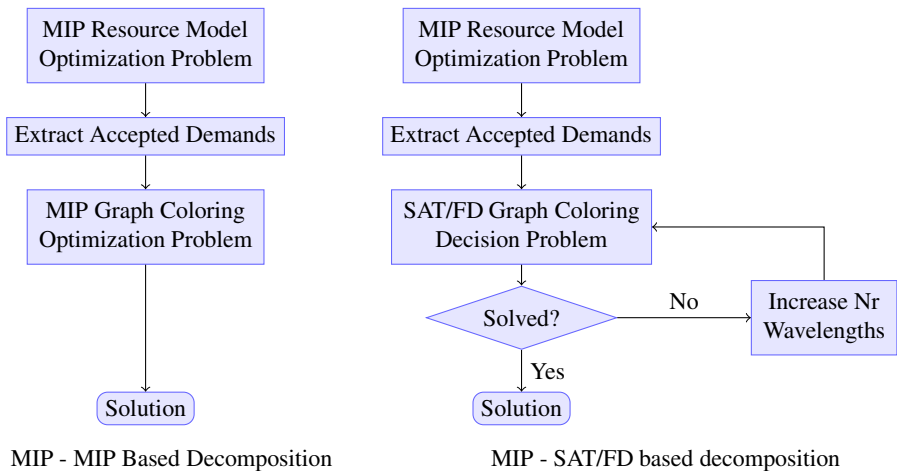 MIP Resource Model
Optimization Problem
Extract Accepted Demands
MIP Graph Coloring
Optimization Problem
Solution
MIP - MIP Based Decomposition
MIP Resource Model
Optimization Problem
Extract Accepted Demands
SAT/FD Graph Coloring
Decision Problem
Solved?
No
Increase Nr
Wavelengths
Yes
Solution
MIP - SAT/FD based decomposition